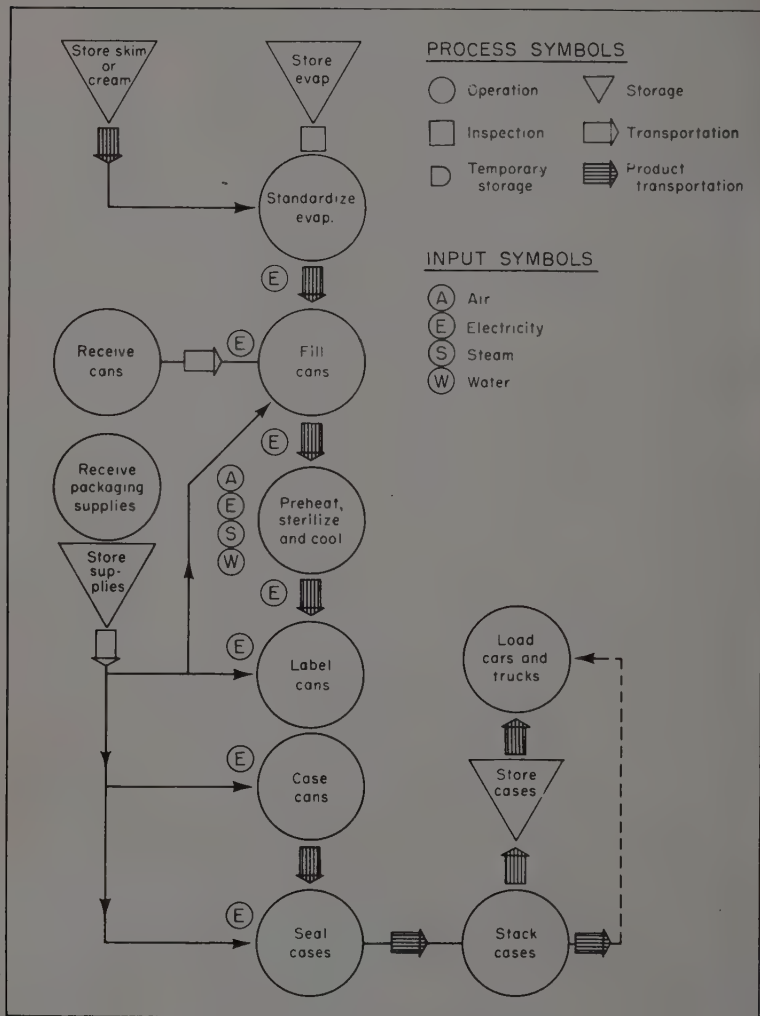 Store skim
or
cream
Store
evap
Standardize
evap.
E
Receive
cans
E
Fill
cans
E
Receive
packaging
supplies
A
E
S
W
Preheat,
sterilize
and cool
Store
sup-
plies
E
E
Label
cans
E
Case
cans
E
Seal
cases
Stack
cases
Store
cases
Load
cars and
trucks
PROCESS SYMBOLS
Operation
Storage
Inspection
Transportation
Temporary
storage
Product
transportation
INPUT SYMBOLS
A Air
E Electricity
S Steam
W Water